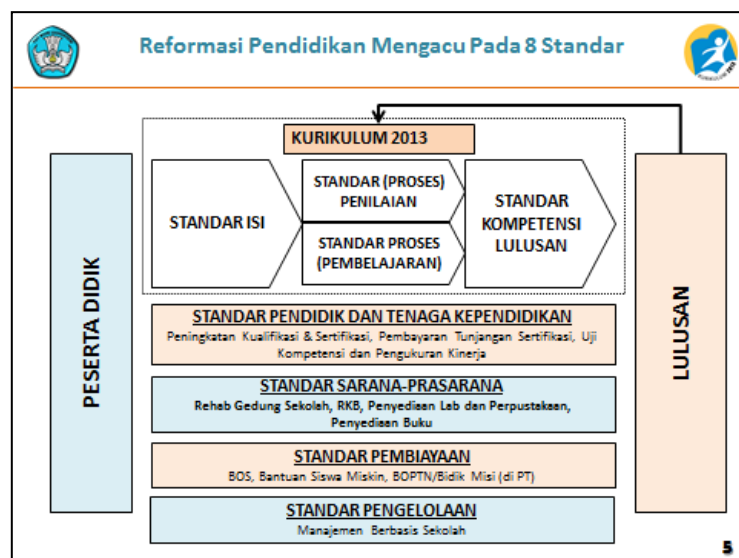 Reformasi Pendidikan Mengacu Pada 8 Standar
KURIKULUM 2013
PESERTA DIDIK
STANDAR ISI
STANDAR (PROSES)
PENILAIAN
STANDAR PROSES
(PEMBELAJARAN)
STANDAR
KOMPETENSI
LULUSAN
LULUSAN
STANDAR PENDIDIK DAN TENAGA KEPENDIDIKAN
Peningkatan Kualifikasi & Sertifikasi, Pembayaran Tunjangan Sertifikasi, Uji
Kompetensi dan Pengukuran Kinerja
STANDAR SARANA-PRASARANA
Rehab Gedung Sekolah, RKB, Penyediaan Lab dan Perpustakaan,
Penyediaan Buku
STANDAR PEMBIAYAAN
BOS, Bantuan Siswa Miskin, BOPTN/Bidik Misi (di PT)
STANDAR PENGELOLAAN
Manajemen Berbasis Sekolah
5